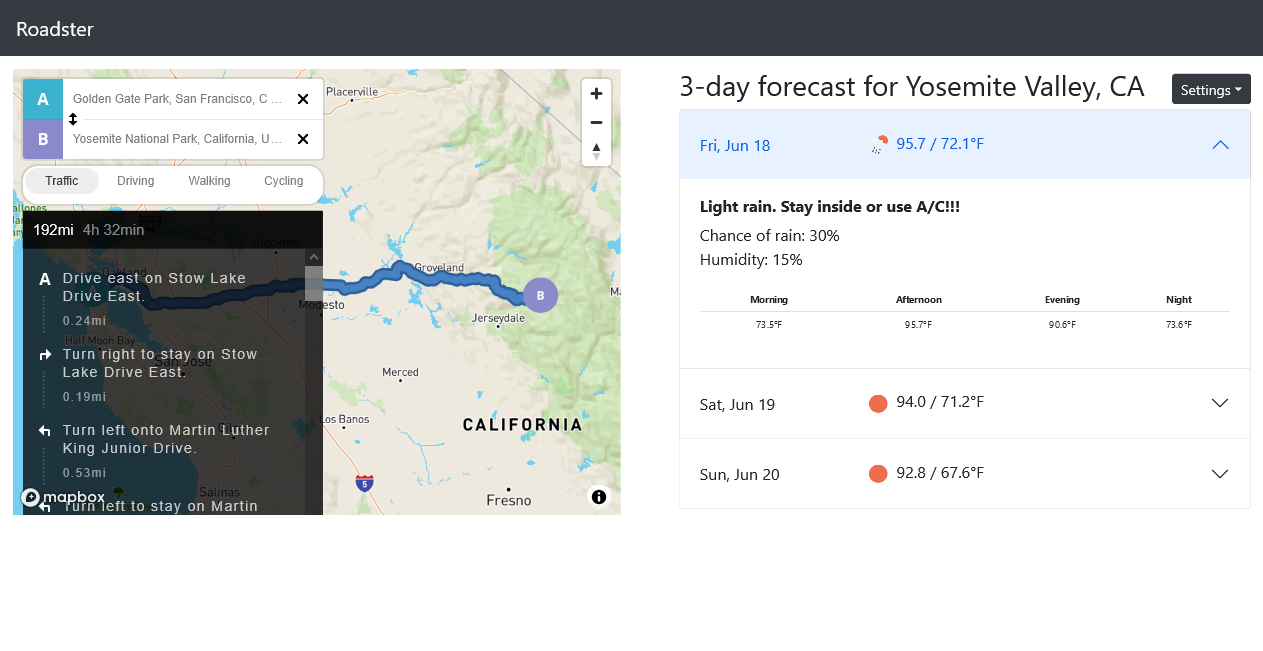 Roadster
A
Golden Gate Park, San Francisco, C ...
B
Yosemite National Park, California, U...
Traffic
Driving
Walking
Cycling
192mi 4h 32min
A
Drive east on Stow Lake
Drive East.
0.24mi
Turn right to stay on Stow
Lake Drive East.
0.19mi
Turn left onto Martin Luther
King Junior Drive.
0.53mi
Turn left to stay on Martin
mapbox
Placerville
Stockton
Oakland
Groveland
B
Modesto
Jerseydale
Half Moon Bay
San Jose
Merced
Los Banos
CALIFORNIA
5
Salinas
Fresno
3-day forecast for Yosemite Valley, CA
Settings
Fri, Jun 18
95.7 / 72.1°F
Light rain. Stay inside or use A/C!!!
Chance of rain: 30%
Humidity: 15%
Morning Afternoon Evening Night
73.5°F 95.7°F 90.6°F 73.6°F
Sat, Jun 19
94.0 / 71.2°F
Sun, Jun 20
92.8 / 67.6°F